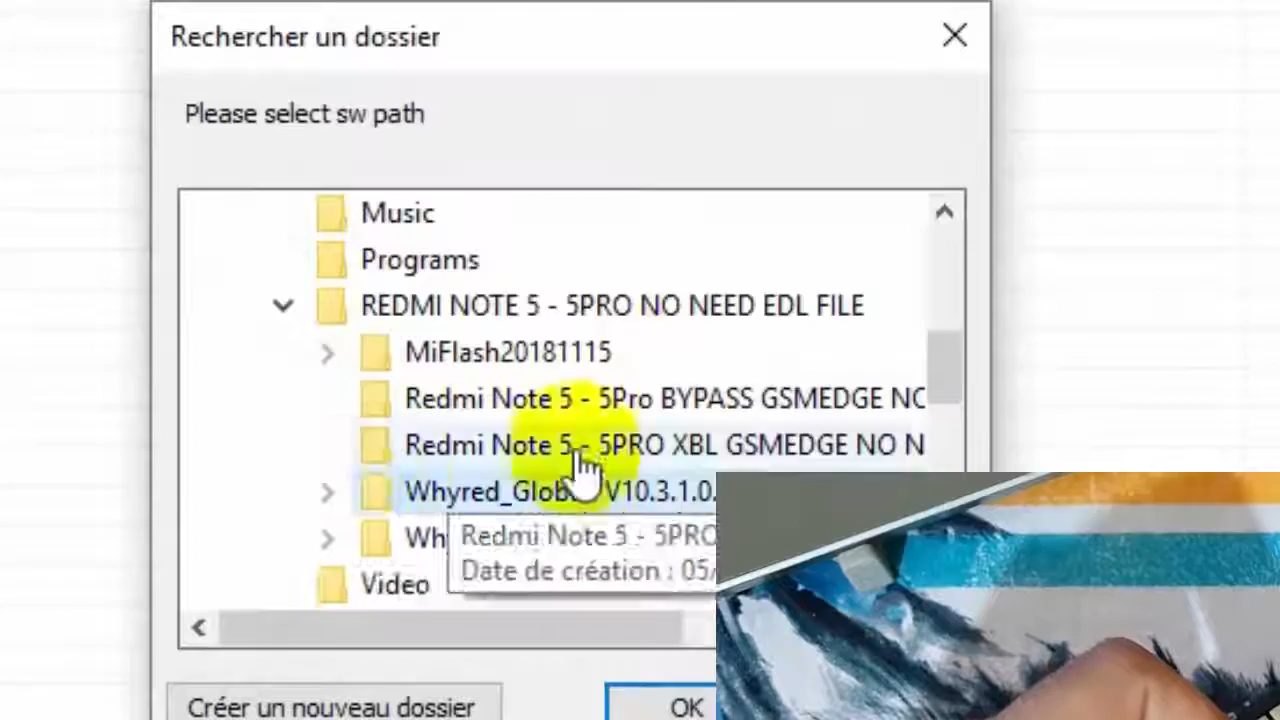 Rechercher un dossier
Please select sw path
Music
Programs
REDMI NOTE 5 - 5PRO NO NEED EDL FILE
MiFlash20181115
Redmi Note 5 - 5Pro BYPASS GSMEDGE NO
Redmi Note 5 - 5PRO XBL GSMEDGE NO N
V10.3.1.0.
Wh
Redmi Note 5 - 5PRO
Date de création : 05/
Video
Créer un nouveau dossier
OK